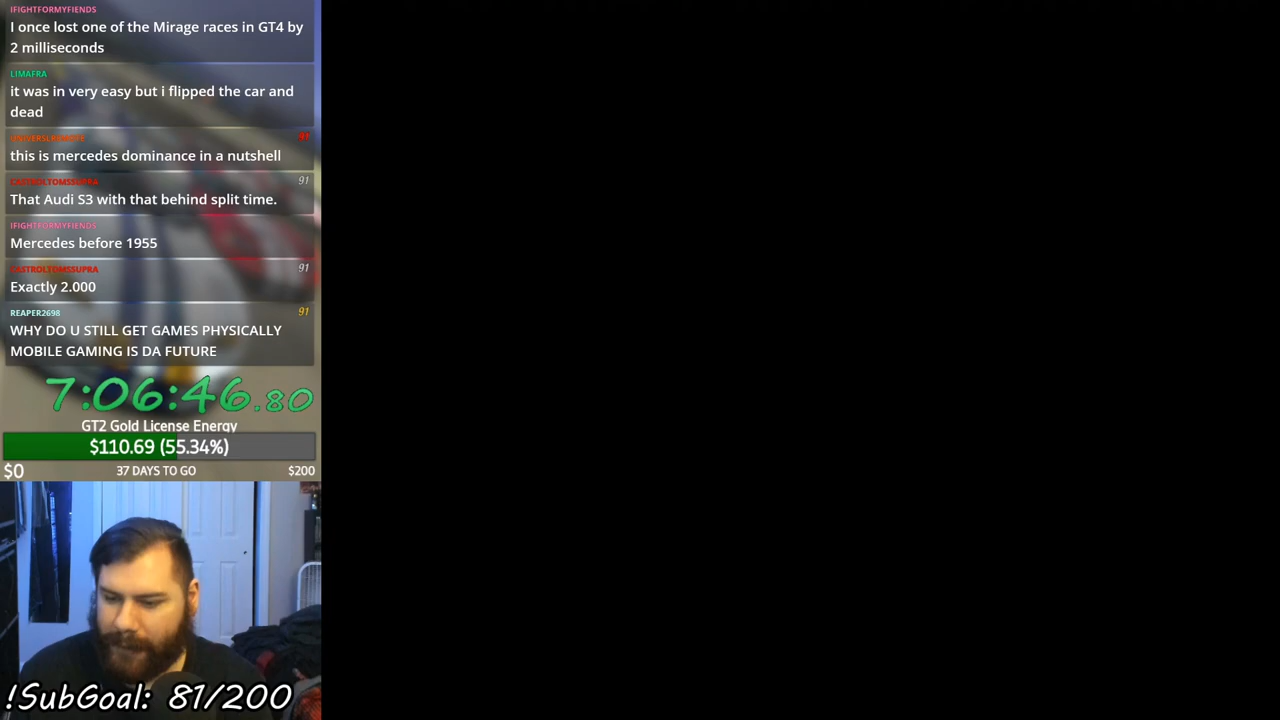 IFIGHTFORMYFIENDS
I once lost one of the Mirage races in GT4 by
2 milliseconds
LIMAFRA
it was in very easy but i flipped the car and
dead
91
this is mercedes dominance in a nutshell
CASTROLTOMSSUPRA 91
That Audi S3 with that behind split time.
IFIGHTFORMYFIENDS
Mercedes before 1955
CASTROLTOMSSUPRA 91
Exactly 2.000
REAPER2698 91
WHY DO U STILL GET GAMES PHYSICALLY
MOBILE GAMING IS DA FUTURE
7:06:46.80
GT2 Gold License Energy
$110.69 (55.34%)
$0 37 DAYS TO GO $200
!SubGoal: 81/200